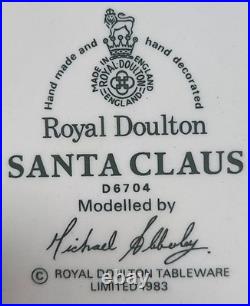 Hand made and hand decorated
MADE IN ENGLAND
ROYAL·DOULTON
ENGLAND
Royal Doulton
SANTA CLAUS
D6704
Modelled by
Michael Abberley
© ROYAL DOULTON TABLEWARE
LIMITED 1983